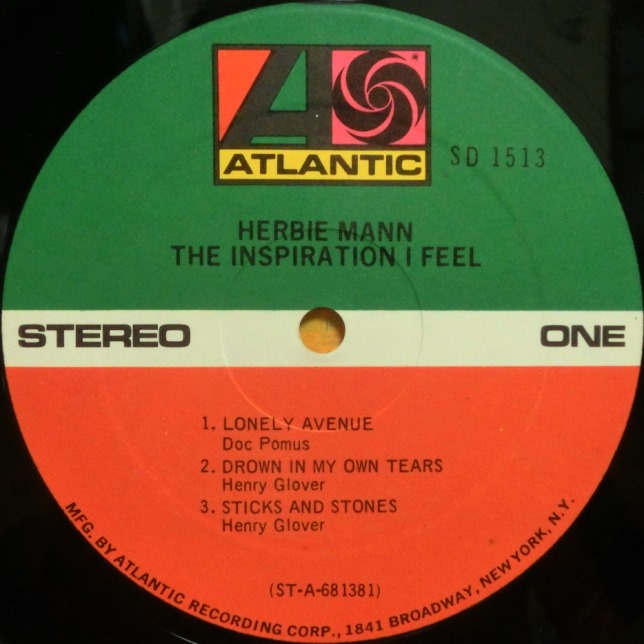 ATLANTIC
SD 1513
HERBIE MANN
THE INSPIRATION I FEEL
STEREO
ONE
1. LONELY AVENUE
Doc Pomus
2. DROWN IN MY OWN TEARS
Henry Glover
3. STICKS AND STONES
Henry Glover
(ST-A-681381)
MFG. BY ATLANTIC RECORDING CORP., 1841 BROADWAY, NEW YORK, N.Y.